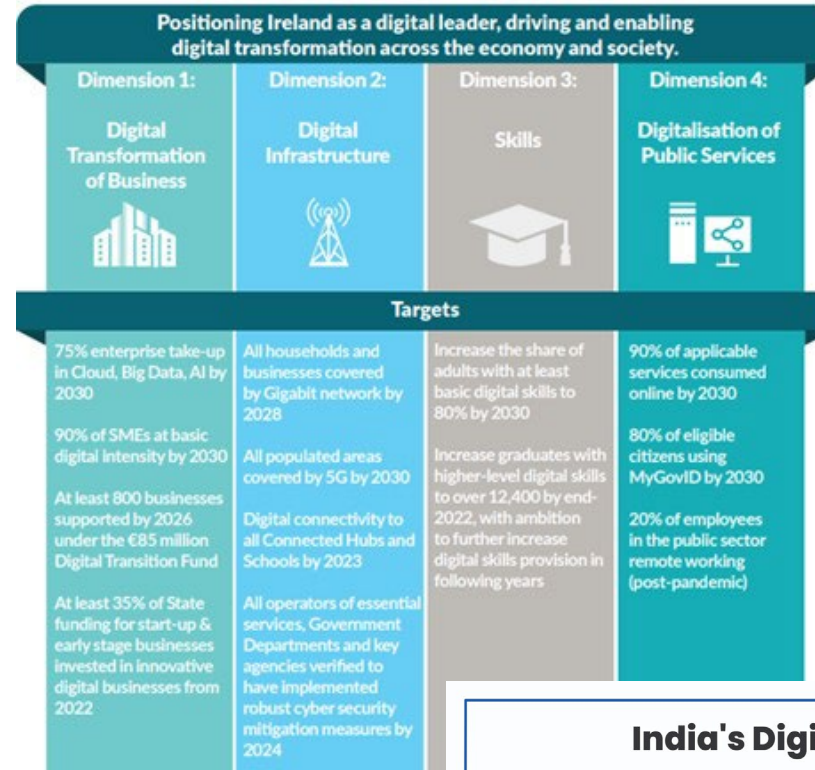 Positioning Ireland as a digital leader, driving and enabling
digital transformation across the economy and society.
Dimension 1:
Digital
Transformation
of Business
Dimension 2:
Digital
Infrastructure
Dimension 3:
Skills
Dimension 4:
Digitalisation of
Public Services
Targets
75% enterprise take-up
in Cloud, Big Data, AI by
2030
90% of SMEs at basic
digital intensity by 2030
At least 800 businesses
supported by 2026
under the €85 million
Digital Transition Fund
At least 35% of State
funding for start-up &
early stage businesses
invested in innovative
digital businesses from
2022
All households and
businesses covered
by Gigabit network by
2028
All populated areas
covered by 5G by 2030
Digital connectivity to
all Connected Hubs and
Schools by 2023
All operators of essential
services, Government
Departments and key
agencies verified to
have implemented
robust cyber security
mitigation measures by
2024
Increase the share of
adults with at least
basic digital skills to
80% by 2030
Increase graduates with
higher-level digital skills
to over 12,400 by end-
2022, with ambition
to further increase
digital skills provision in
following years
90% of applicable
services consumed
online by 2030
80% of eligible
citizens using
MyGovID by 2030
20% of employees
in the public sector
remote working
(post-pandemic)
India's Digi